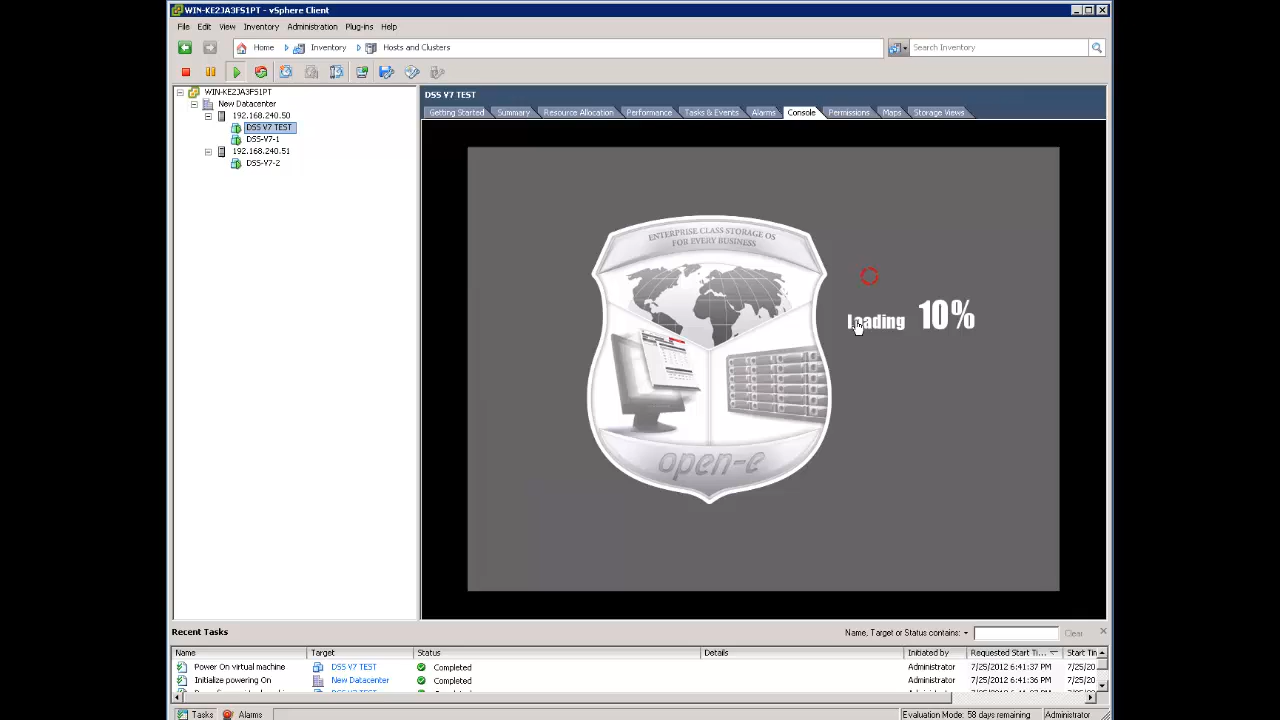 WIN-KE2JA3FS1PT - vSphere Client
File Edit View Inventory Administration Plug-ins Help
Home Inventory Hosts and Clusters
Search Inventory
WIN-KE2JA3FS1PT
New Datacenter
192.168.240.50
DSS V7 TEST
DSS-V7-1
192.168.240.51
DSS-V7-2
DSS V7 TEST
Getting Started Summary Resource Allocation Performance Tasks & Events Alarms Console Permissions Maps Storage Views
ENTERPRISE CLASS STORAGE OS
FOR EVERY BUSINESS
Loading 10%
open-e
Recent Tasks
Name, Target or Status contains: Clear
Name Target Status Details Initiated by Requested Start Ti... Start Tin
Power On virtual machine DSS V7 TEST Completed Administrator 7/25/2012 6:41:37 PM 7/25/20
Initialize powering On New Datacenter Completed Administrator 7/25/2012 6:41:36 PM 7/25/20
Tasks Alarms Evaluation Mode: 58 days remaining Administrator